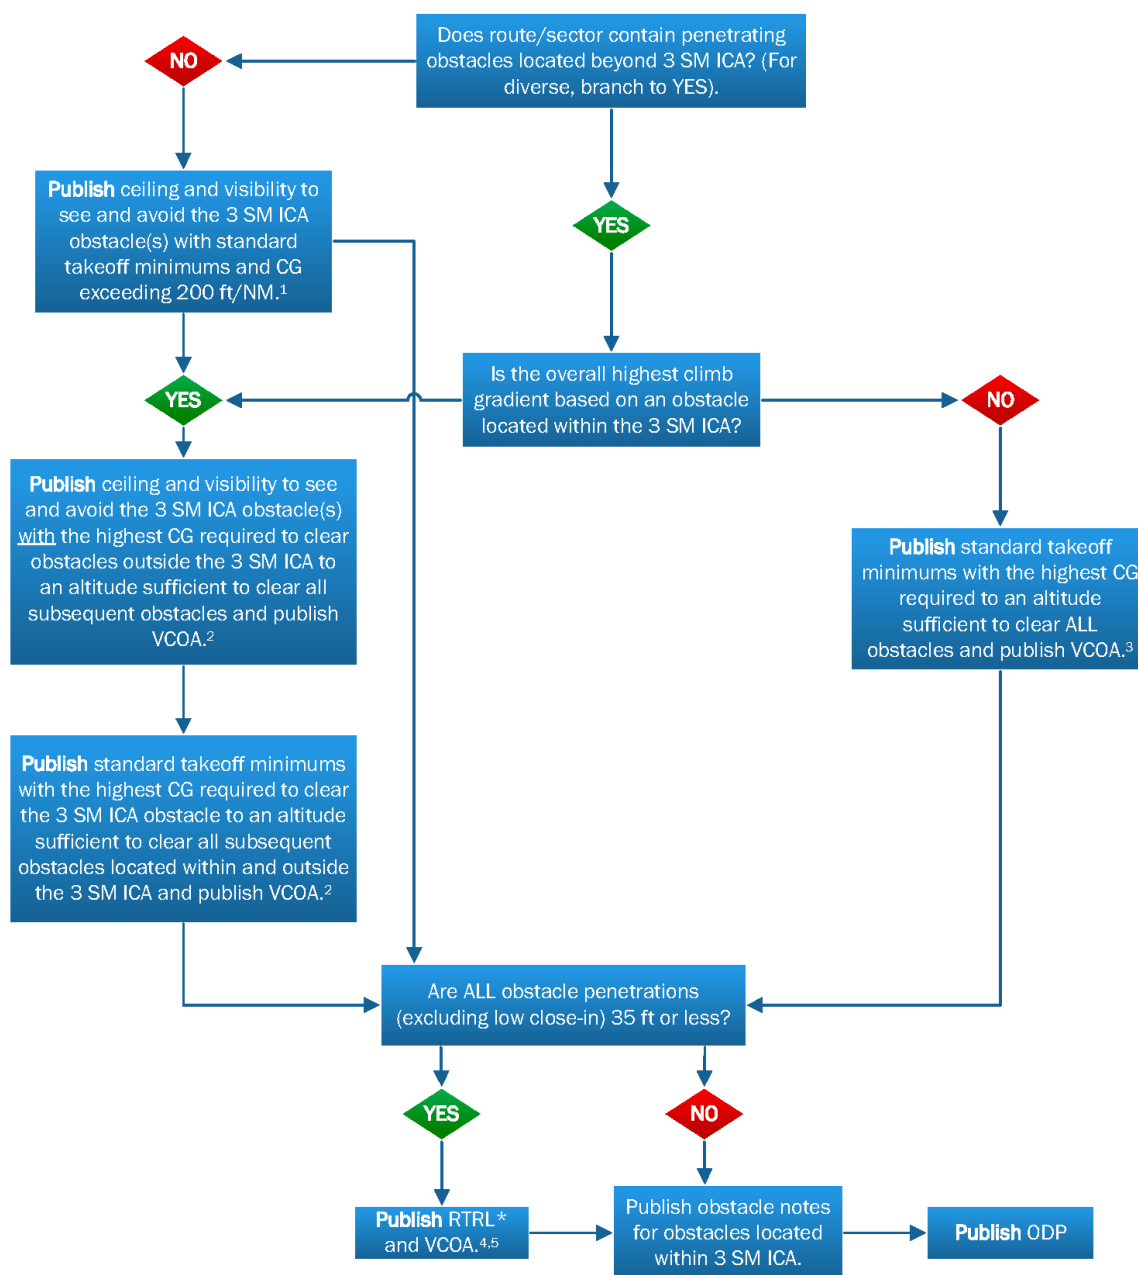 Does route/sector contain penetrating
obstacles located beyond 3 SM ICA? (For
diverse, branch to YES).
NO
Publish ceiling and visibility to
see and avoid the 3 SM ICA
obstacle(s) with standard
takeoff minimums and CG
exceeding 200 ft/NM.¹
YES
Is the overall highest climb
gradient based on an obstacle
located within the 3 SM ICA?
YES
NO
Publish ceiling and visibility to see
and avoid the 3 SM ICA obstacle(s)
with the highest CG required to clear
obstacles outside the 3 SM ICA to
an altitude sufficient to clear all
subsequent obstacles and publish
VCOA.²
Publish standard takeoff
minimums with the highest CG
required to an altitude
sufficient to clear ALL
obstacles and publish VCOA.³
Publish standard takeoff minimums
with the highest CG required to clear
the 3 SM ICA obstacle to an altitude
sufficient to clear all subsequent
obstacles located within and outside
the 3 SM ICA and publish VCOA.²
Are ALL obstacle penetrations
(excluding low close-in) 35 ft or less?
YES
NO
Publish RTRL*
and VCOA.⁴,⁵
Publish obstacle notes
for obstacles located
within 3 SM ICA.
Publish ODP